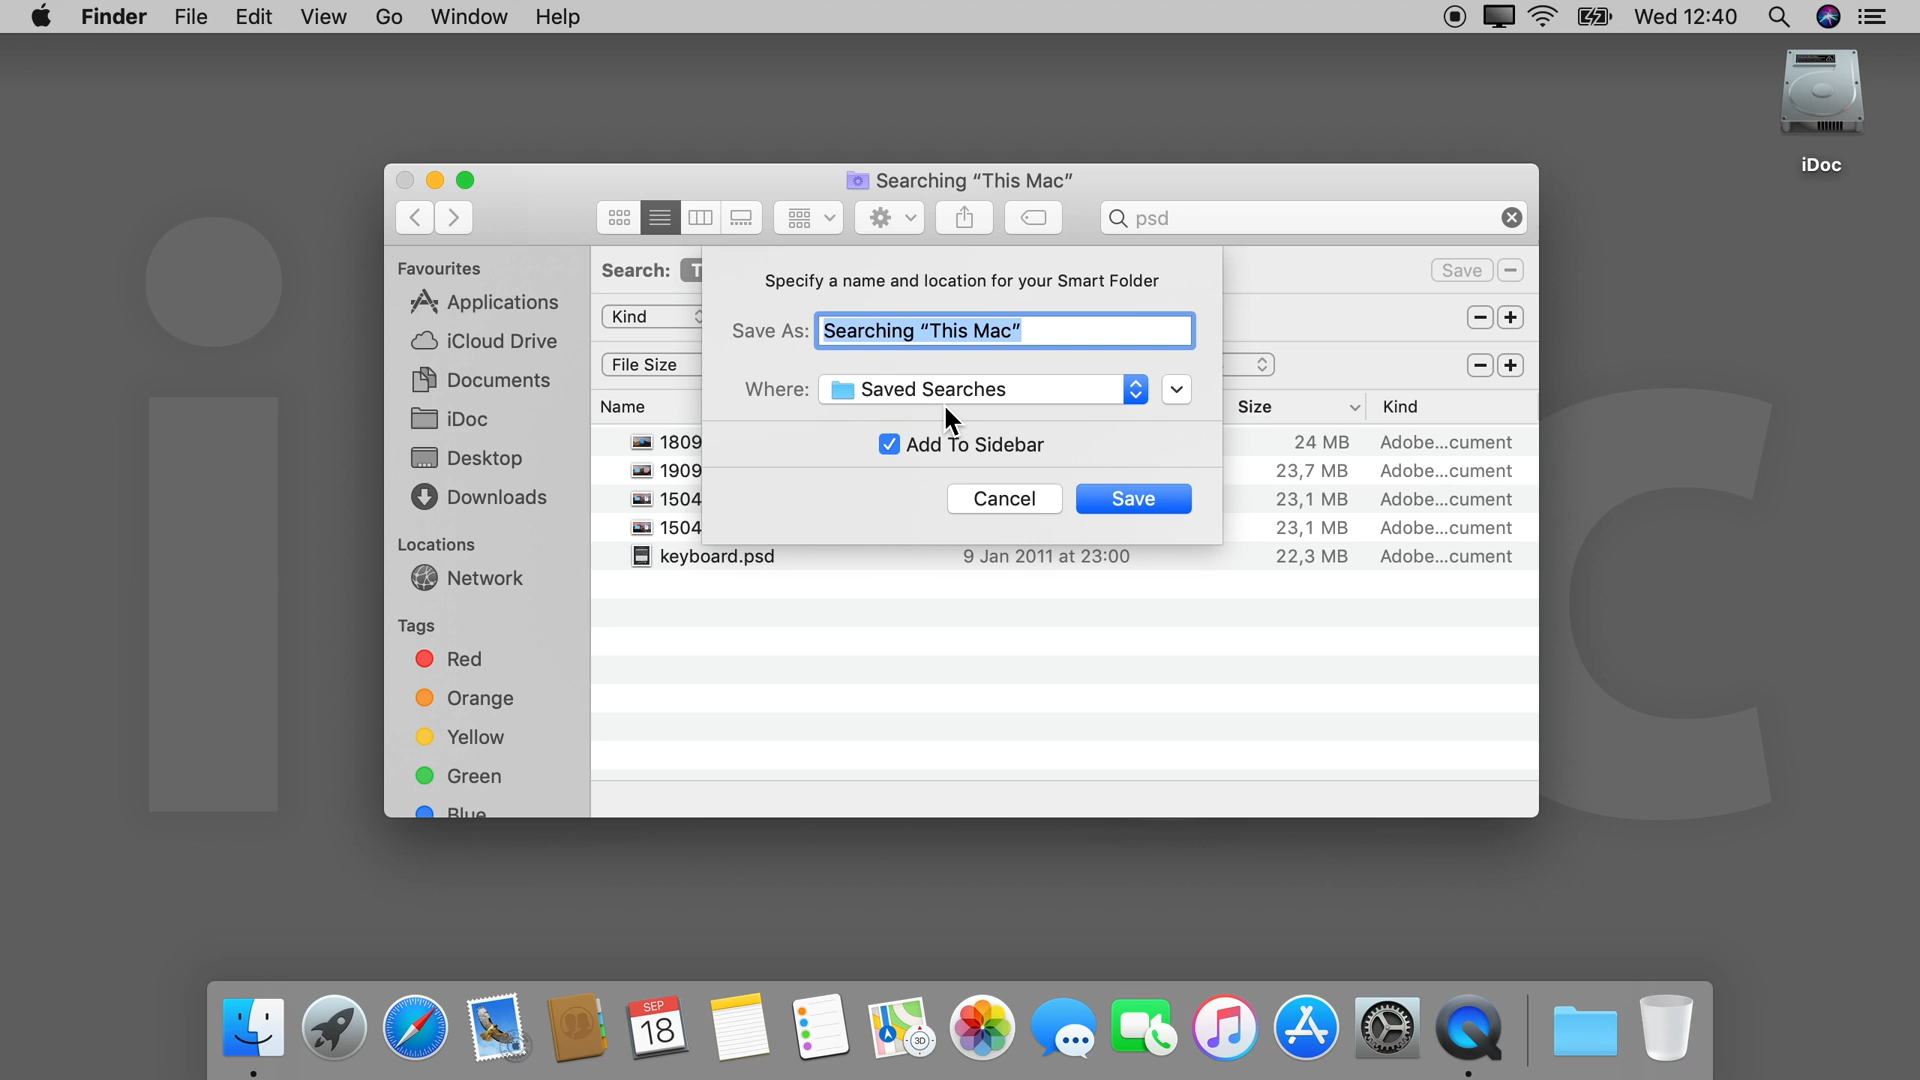 Finder File Edit View Go Window Help Wed 12:40
iDoc
Searching “This Mac”
psd
Favourites
Applications
iCloud Drive
Documents
iDoc
Desktop
Downloads
Locations
Network
Tags
Red
Orange
Yellow
Green
Blue
Search: T Save
Kind
File Size
Name Size Kind
1809 24 MB Adobe...cument
1909 23,7 MB Adobe...cument
1504 23,1 MB Adobe...cument
1504 23,1 MB Adobe...cument
keyboard.psd 9 Jan 2011 at 23:00 22,3 MB Adobe...cument
Specify a name and location for your Smart Folder
Save As: Searching “This Mac”
Where: Saved Searches
Add To Sidebar
Cancel Save
SEP
18
3D